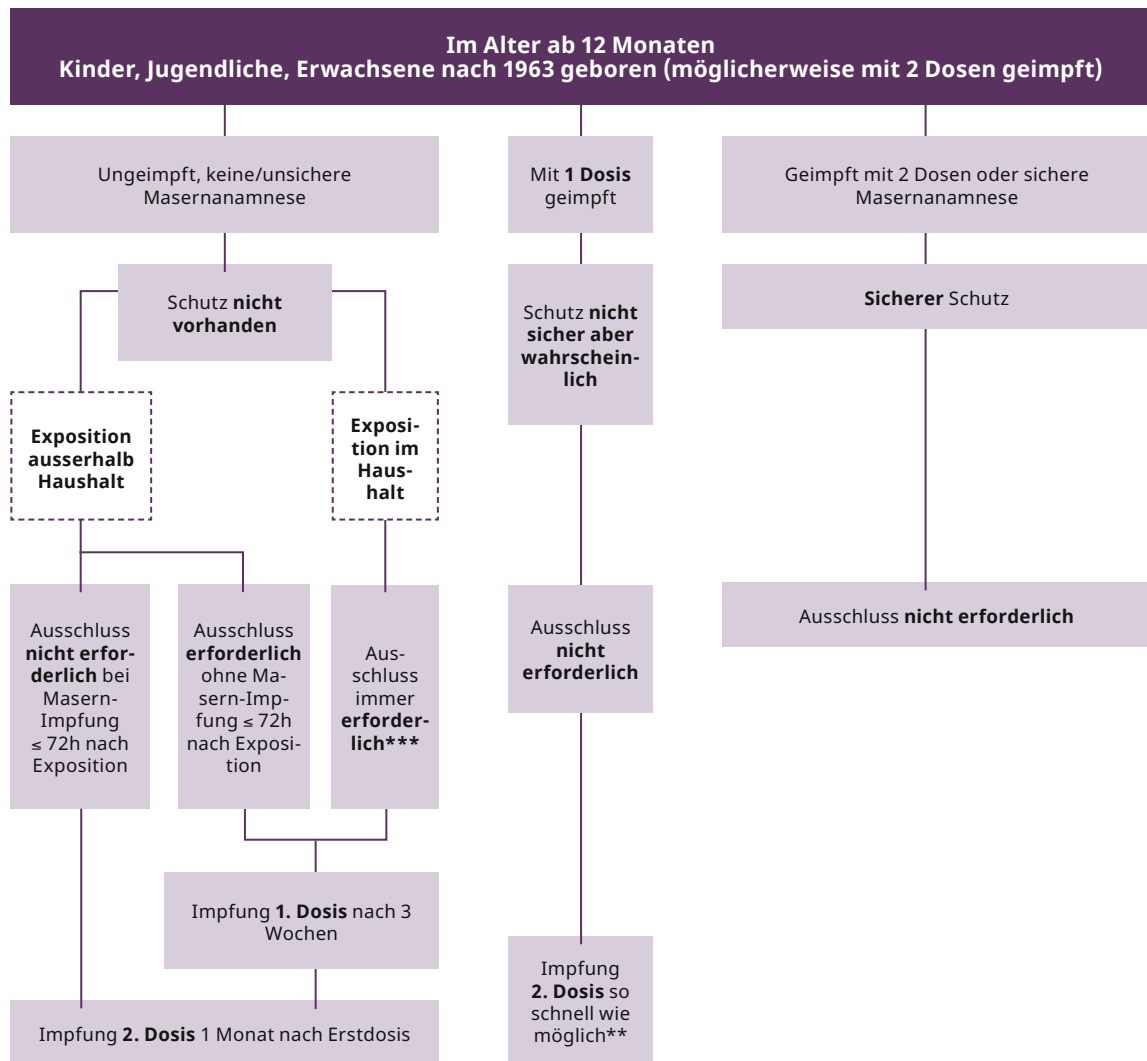 Im Alter ab 12 Monaten
Kinder, Jugendliche, Erwachsene nach 1963 geboren (möglicherweise mit 2 Dosen geimpft)
Ungeimpft, keine/unsichere
Masernanamnese
Mit 1 Dosis
geimpft
Geimpft mit 2 Dosen oder sichere
Masernanamnese
Schutz nicht
vorhanden
Schutz nicht
sicher aber
wahrschein-
lich
Sicherer Schutz
Exposition
ausserhalb
Haushalt
Exposi-
tion im
Haus-
halt
Ausschluss
nicht erfor-
derlich bei
Masern-
Impfung
≤ 72h nach
Exposition
Ausschluss
erforderlich
ohne Ma-
sern-Imp-
fung ≤ 72h
nach Exposi-
tion
Aus-
schluss
immer
erforder-
lich***
Ausschluss
nicht
erforderlich
Ausschluss nicht erforderlich
Impfung 1. Dosis nach 3
Wochen
Impfung 2. Dosis 1 Monat nach Erstdosis
Impfung
2. Dosis so
schnell wie
möglich**